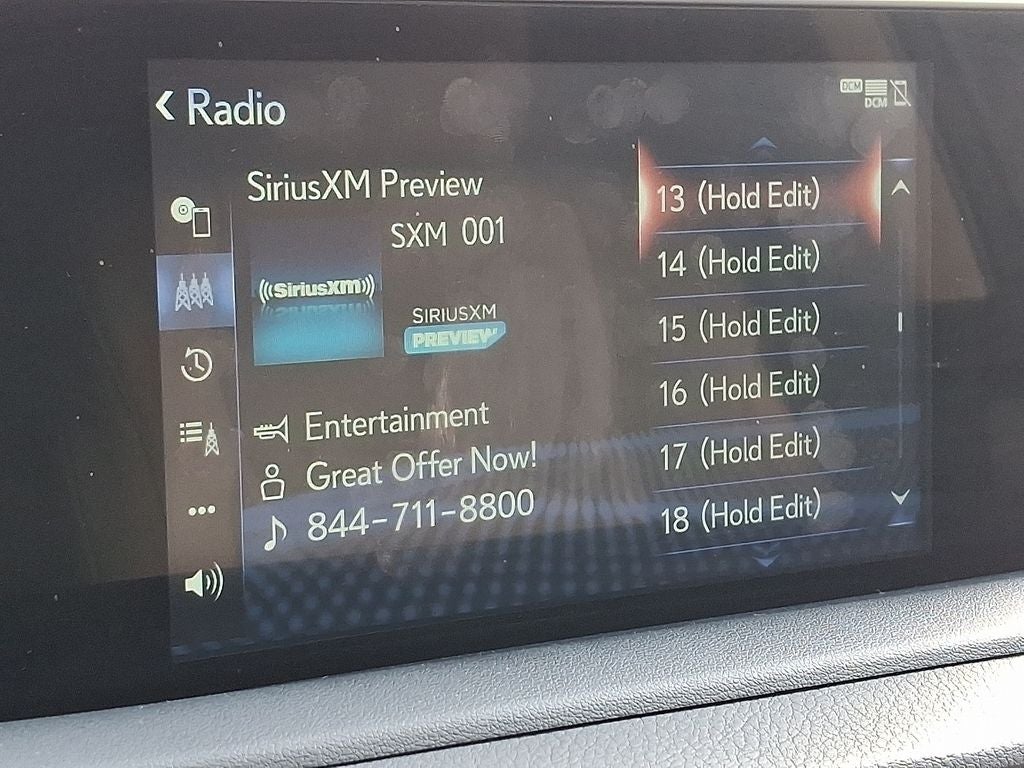 Radio
DCM
DCM
SiriusXM Preview
SXM 001
((SiriusXM))
SIRIUSXM
PREVIEW
Entertainment
Great Offer Now!
844-711-8800
13 (Hold Edit)
14 (Hold Edit)
15 (Hold Edit)
16 (Hold Edit)
17 (Hold Edit)
18 (Hold Edit)